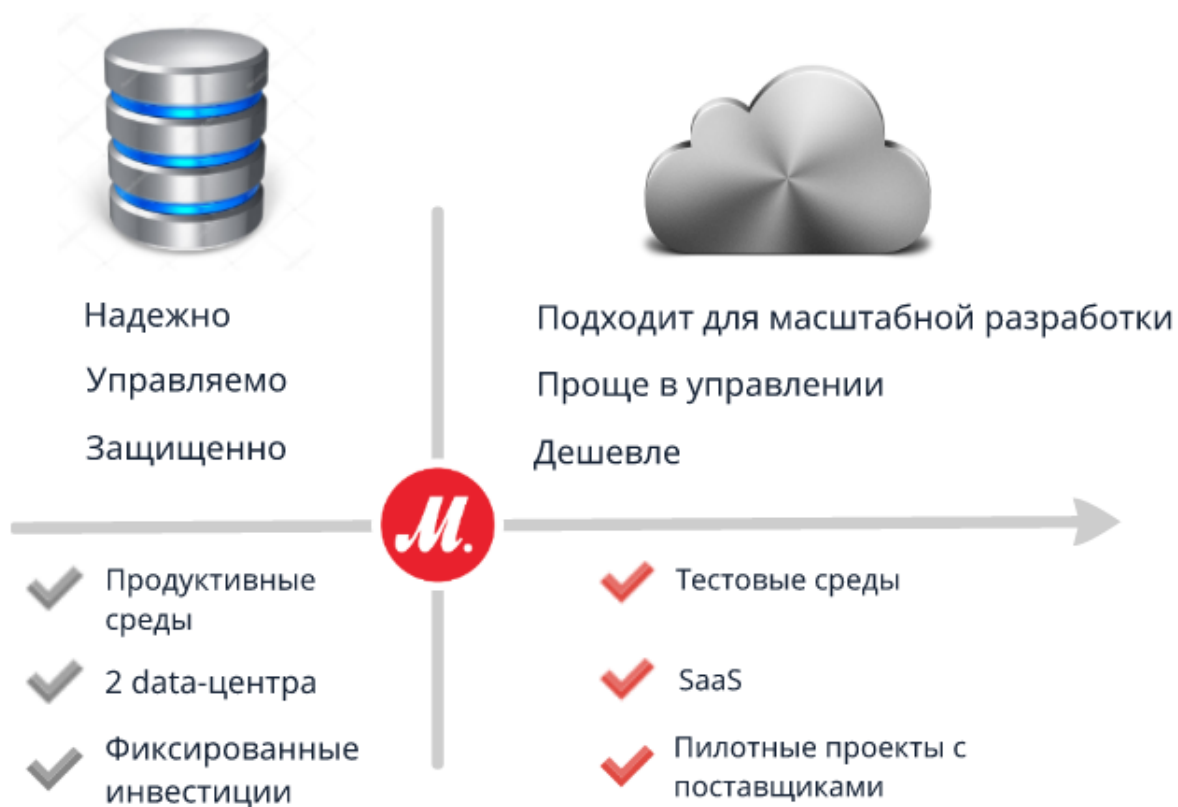 Надежно
Управляемо
Защищенно
Подходит для масштабной разработки
Проще в управлении
Дешевле
М.
Продуктивные
среды
2 data-центра
Фиксированные
инвестиции
Тестовые среды
SaaS
Пилотные проекты с
поставщиками